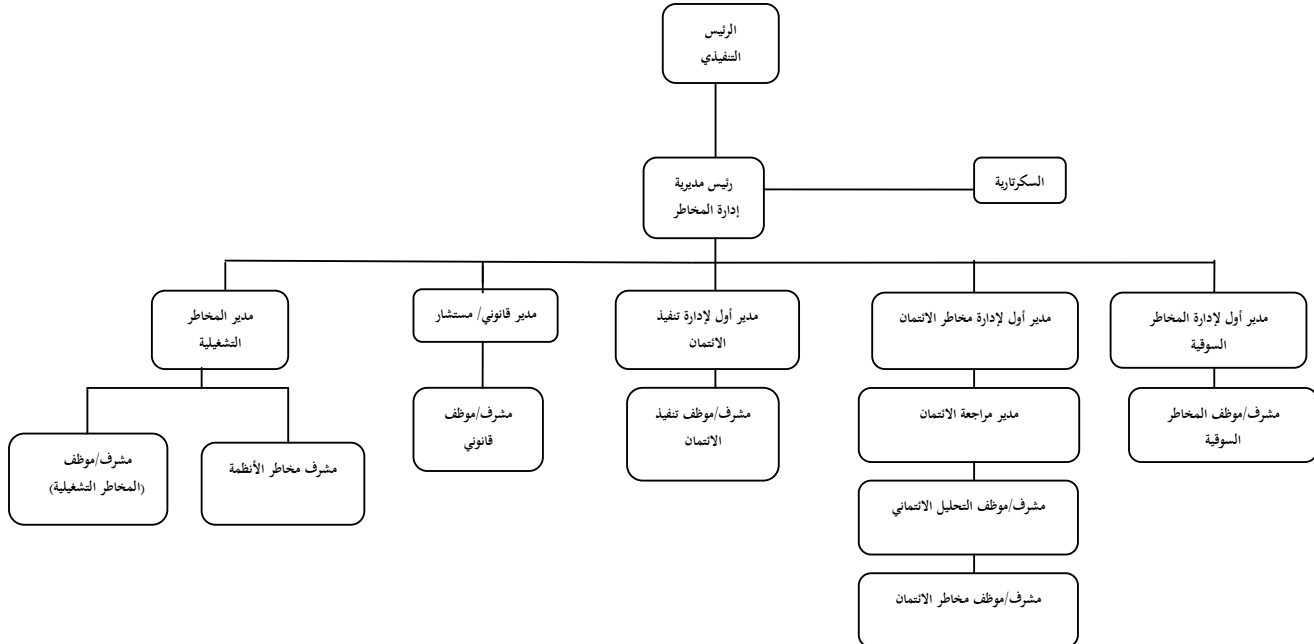 الرئيس
التنفيذي
رئيس مديرية
إدارة المخاطر
السكرتارية
مدير أول لإدارة المخاطر
السوقية
مدير أول لإدارة مخاطر الائتمان
مدير أول لإدارة تنفيذ
الائتمان
مدير قانوني/ مستشار
مدير المخاطر
التشغيلية
مشرف/موظف المخاطر
السوقية
مدير مراجعة الائتمان
مشرف/موظف تنفيذ
الائتمان
مشرف/موظف
قانوني
مشرف مخاطر الأنظمة
مشرف/موظف
(المخاطر التشغيلية)
مشرف/موظف التحليل الائتماني
مشرف/موظف مخاطر الائتمان